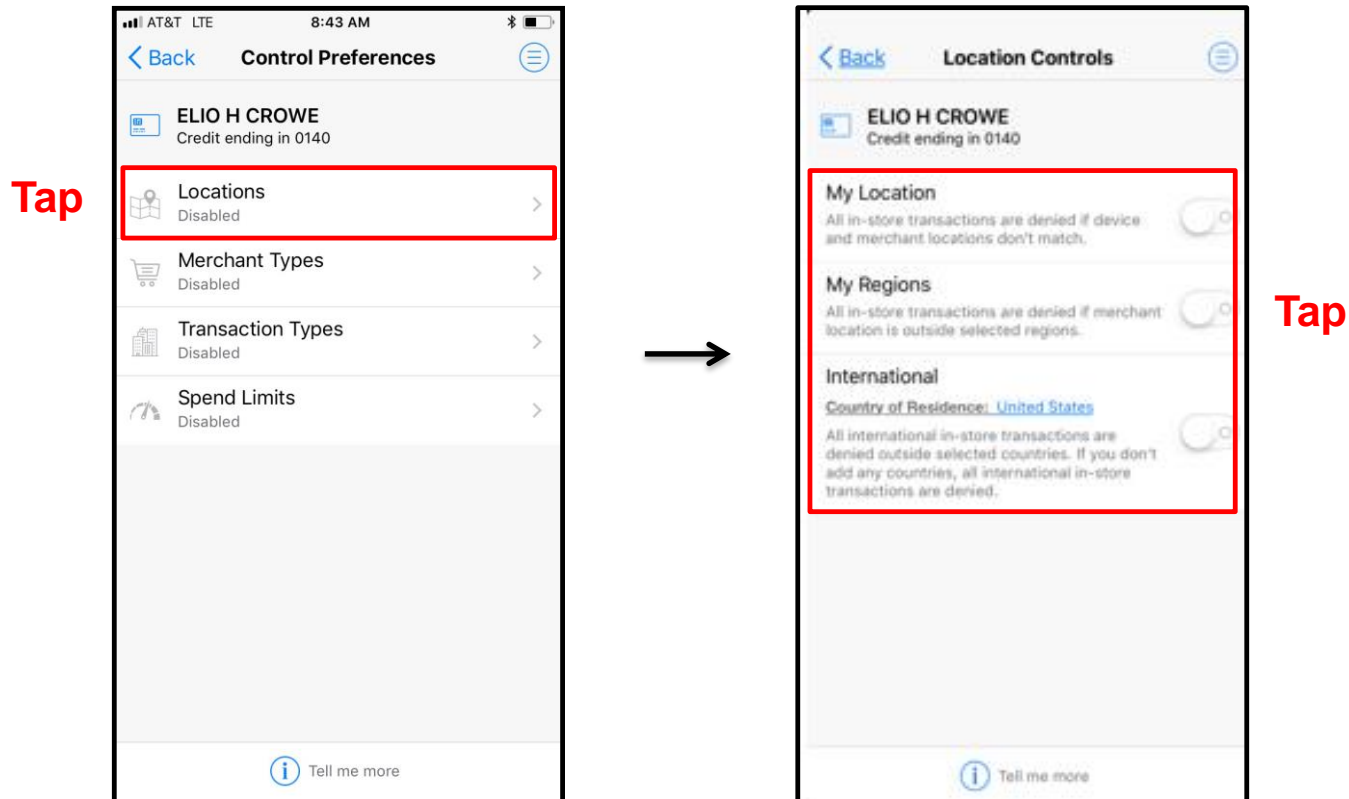 AT&T LTE 8:43 AM
Back Control Preferences
ELIO H CROWE
Credit ending in 0140
Tap
Locations
Disabled
Merchant Types
Disabled
Transaction Types
Disabled
Spend Limits
Disabled
Tell me more
Back Location Controls
ELIO H CROWE
Credit ending in 0140
My Location
All in-store transactions are denied if device
and merchant locations don't match.
My Regions
All in-store transactions are denied if merchant
location is outside selected regions.
Tap
International
Country of Residence: United States
All international in-store transactions are
denied outside selected countries. If you don't
add any countries, all international in-store
transactions are denied.
Tell me more